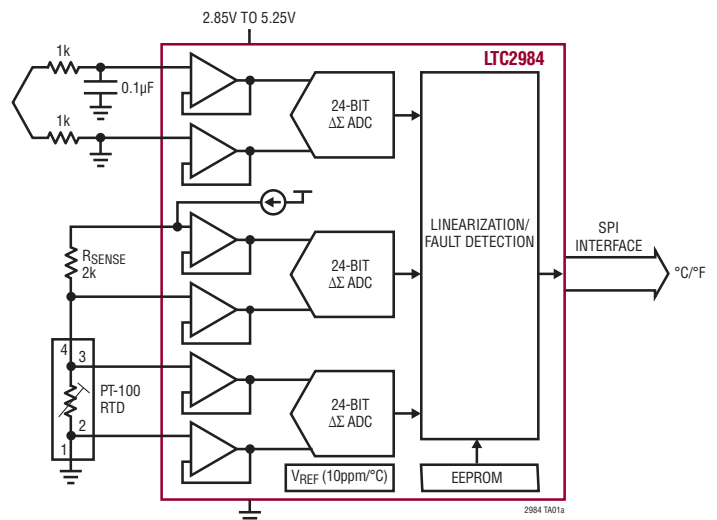 2.85V TO 5.25V
LTC2984
1k
0.1µF
1k
24-BIT
ΔΣ ADC
RSENSE
2k
24-BIT
ΔΣ ADC
LINEARIZATION/
FAULT DETECTION
SPI
INTERFACE
°C/°F
4
3
PT-100
RTD
2
1
24-BIT
ΔΣ ADC
VREF (10ppm/°C)
EEPROM
2984 TA01a